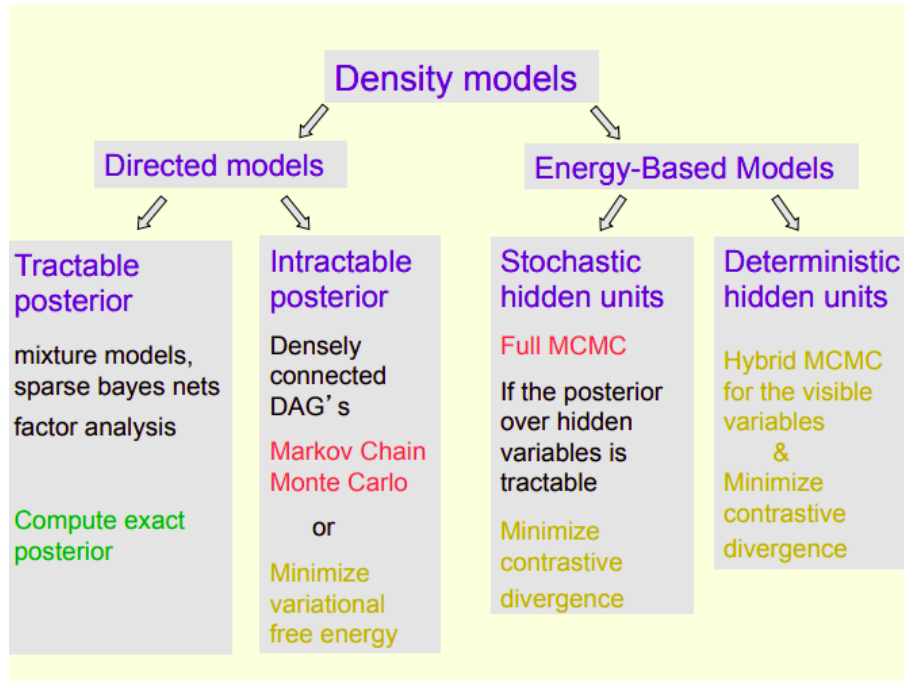 Density models
Directed models
Energy-Based Models
Tractable
posterior
mixture models,
sparse bayes nets
factor analysis
Compute exact
posterior
Intractable
posterior
Densely
connected
DAG’s
Markov Chain
Monte Carlo
or
Minimize
variational
free energy
Stochastic
hidden units
Full MCMC
If the posterior
over hidden
variables is
tractable
Minimize
contrastive
divergence
Deterministic
hidden units
Hybrid MCMC
for the visible
variables
&
Minimize
contrastive
divergence